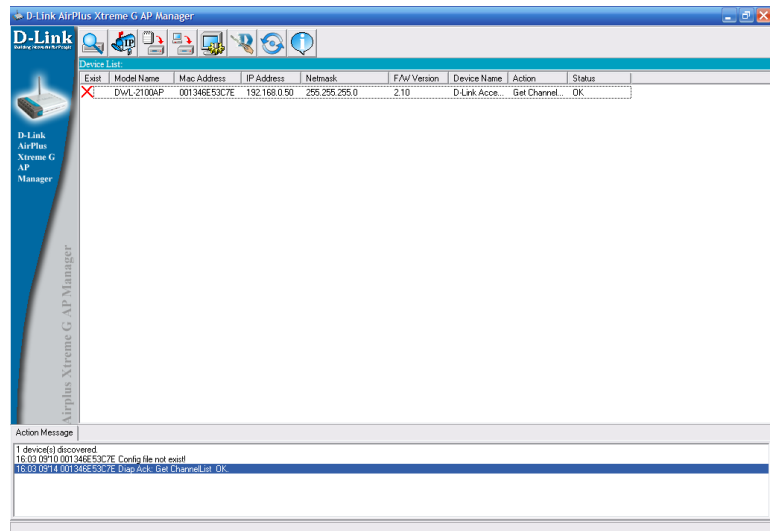 D-Link AirPlus Xtreme G AP Manager
D-Link
Building Networks for People
IP
Device List:
Exist Model Name Mac Address IP Address Netmask F/W Version Device Name Action Status
DWL-2100AP 001346E53C7E 192.168.0.50 255.255.255.0 2.10 D-Link Acce... Get Channel... OK
D-Link
AirPlus
Xtreme G
AP
Manager
Airplus Xtreme G AP Manager
Action Message
1 device(s) discovered.
16:03 09'10 001346E53C7E Config file not exist!
16:03 09'14 001346E53C7E Diap Ack: Get ChannelList OK.